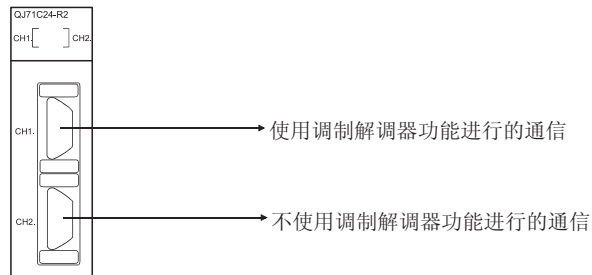 QJ71C24-R2
CH1. CH2.
CH1.
使用调制解调器功能进行的通信
CH2.
不使用调制解调器功能进行的通信